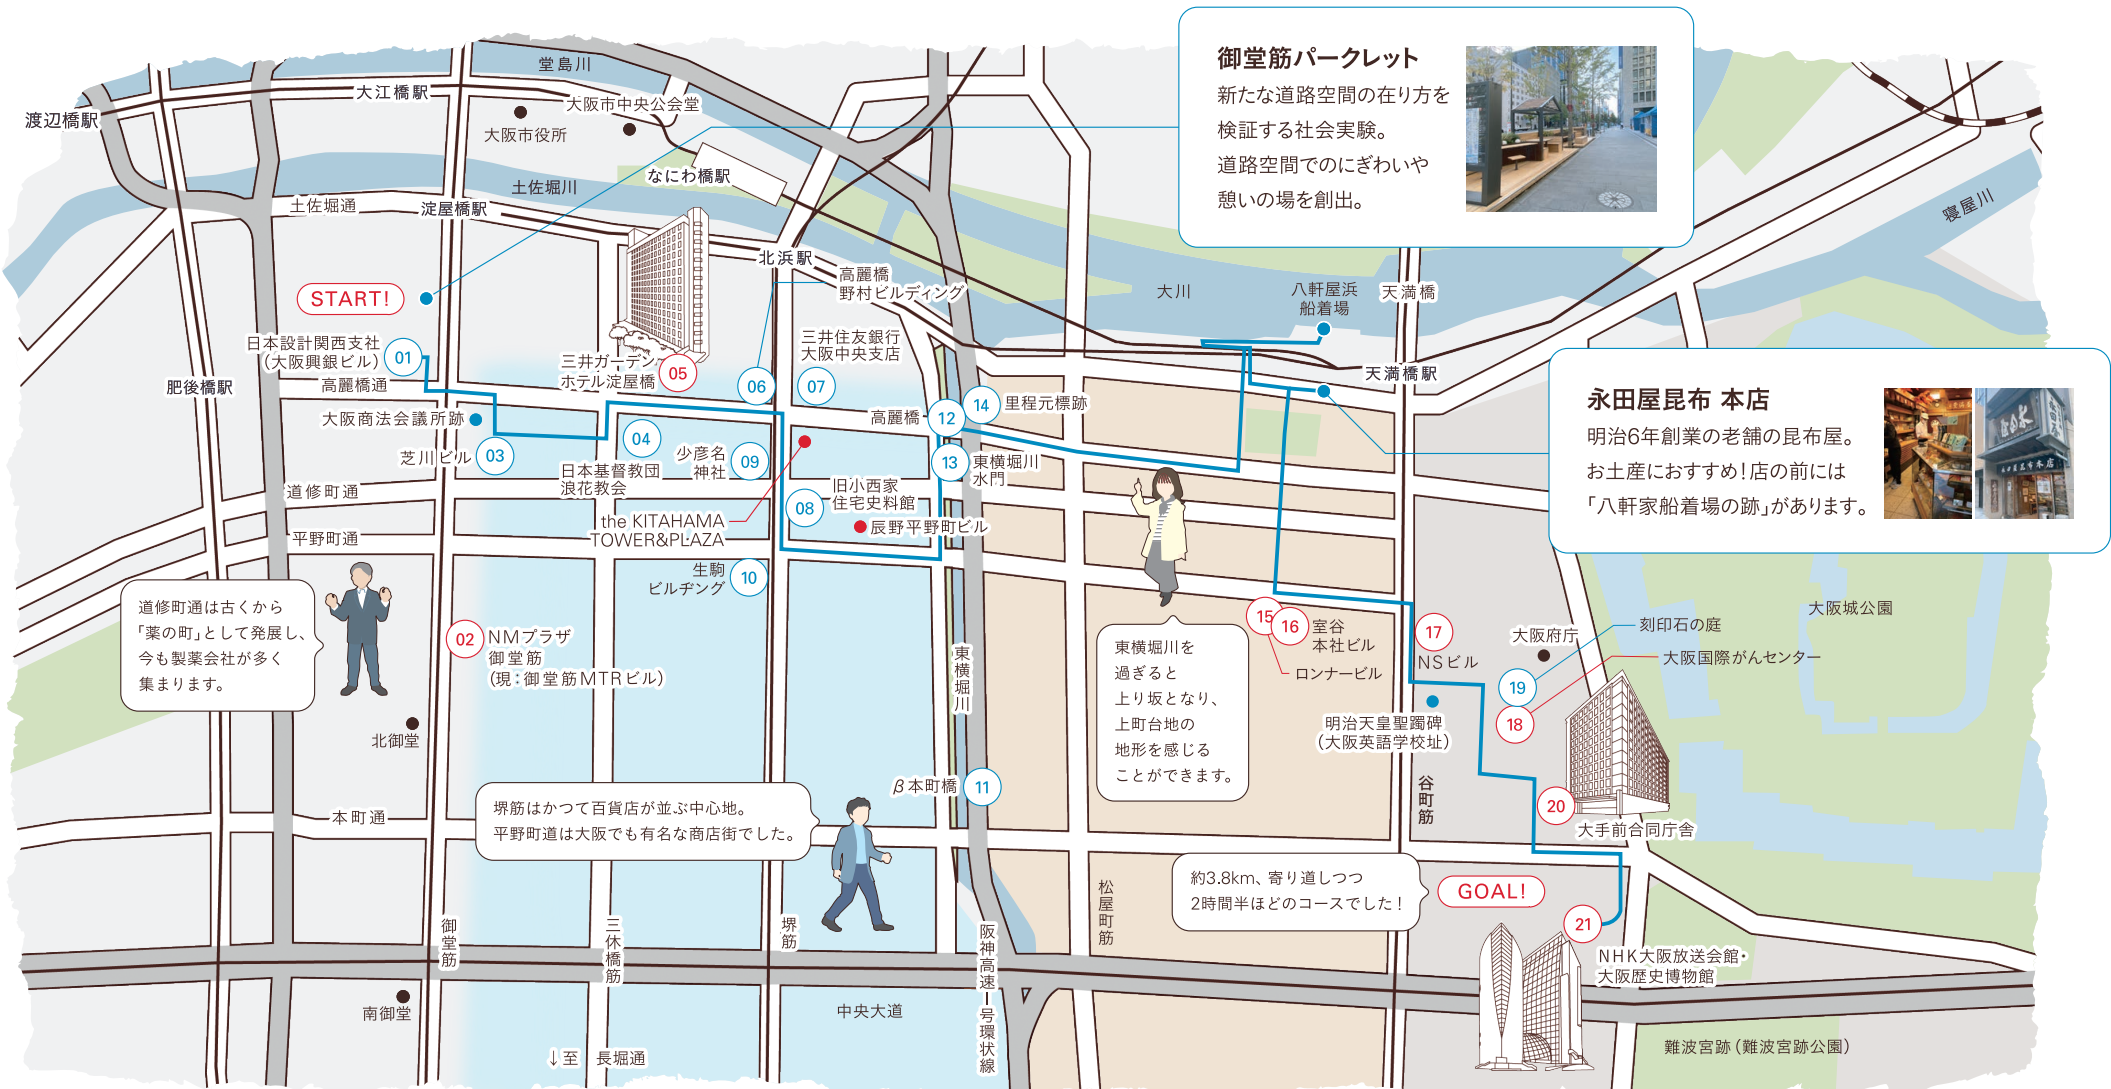 御堂筋パークレット
新たな道路空間の在り方を
検証する社会実験。
道路空間でのにぎわいや
憩いの場を創出。
堂島川
大江橋駅
大阪市中央公会堂
渡辺橋駅
大阪市役所
なにわ橋駅
土佐堀川
土佐堀通
淀屋橋駅
寝屋川
北浜駅
高麗橋
野村ビルディング
大川
八軒屋浜
船着場
天満橋
START!
日本設計関西支社
(大阪興銀ビル)
01
高麗橋通
肥後橋駅
三井ガーデン
ホテル淀屋橋
05
06
三井住友銀行
大阪中央支店
07
天満橋駅
永田屋昆布 本店
明治6年創業の老舗の昆布屋。
お土産におすすめ!店の前には
「八軒家船着場の跡」があります。
永田屋昆布本店
大阪商法会議所跡
高麗橋
12
14
里程元標跡
芝川ビル
03
04
日本基督教団
浪花教会
少彦名
神社
09
13
東横堀川
水門
道修町通
08
旧小西家
住宅史料館
the KITAHAMA
TOWER&PLAZA
辰野平野町ビル
平野町通
生駒
ビルヂング
10
道修町通は古くから
「薬の町」として発展し、
今も製薬会社が多く
集まります。
02
NMプラザ
御堂筋
(現:御堂筋MTRビル)
東横堀川
東横堀川を
過ぎると
上り坂となり、
上町台地の
地形を感じる
ことができます。
15
16
室谷
本社ビル
ロンナービル
17
NSビル
大阪府庁
刻印石の庭
大阪国際がんセンター
大阪城公園
19
18
明治天皇聖躅碑
(大阪英語学校址)
北御堂
β本町橋
11
谷町筋
20
大手前合同庁舎
本町通
堺筋はかつて百貨店が並ぶ中心地。
平野町道は大阪でも有名な商店街でした。
約3.8km、寄り道しつつ
2時間半ほどのコースでした!
GOAL!
21
NHK大阪放送会館・
大阪歴史博物館
御堂筋
三休橋筋
堺筋
阪神高速1号環状線
松屋町筋
南御堂
中央大道
↓至 長堀通
難波宮跡(難波宮跡公園)